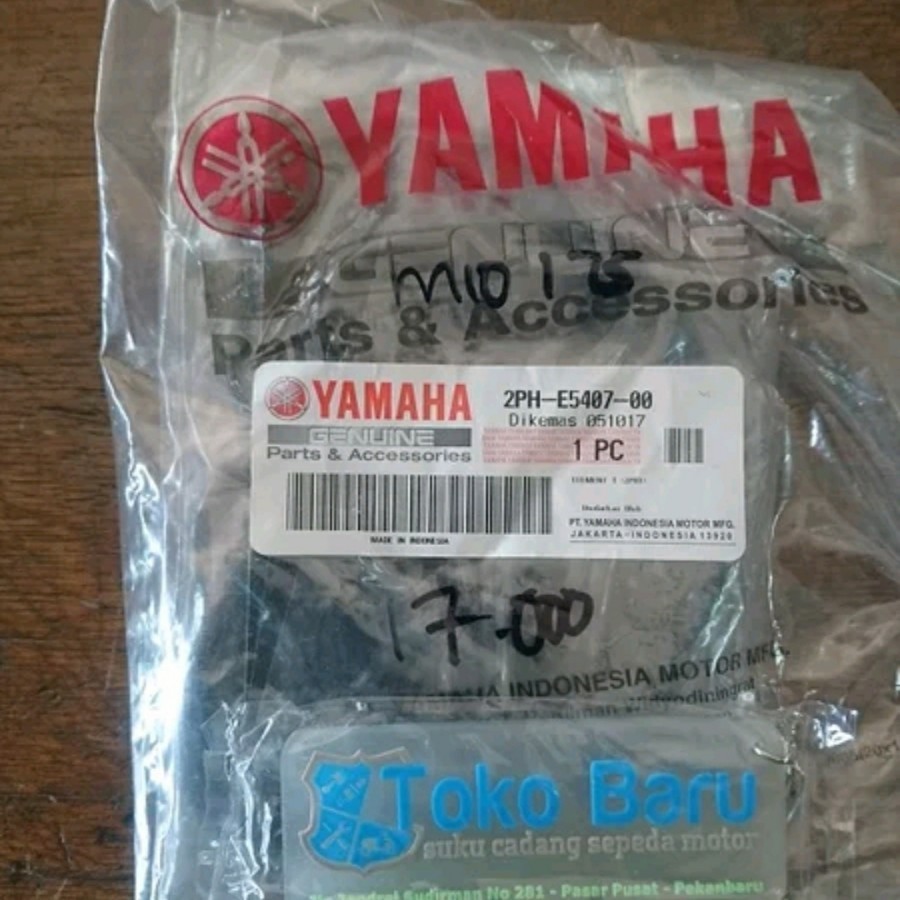 YAMAHA
GENUINE
Parts & Accessories
MIO 125
YAMAHA
GENUINE
Parts & Accessories
2PH-E5407-00
Dikemas 051017
1 PC
MADE IN INDONESIA
PT. YAMAHA INDONESIA MOTOR MFG.
JAKARTA-INDONESIA 13920
17-000
YAMAHA INDONESIA MOTOR MFG.
Toko Baru
suku cadang sepeda motor
Sudirman No 281 - Pasar Pusat - Pekanbaru